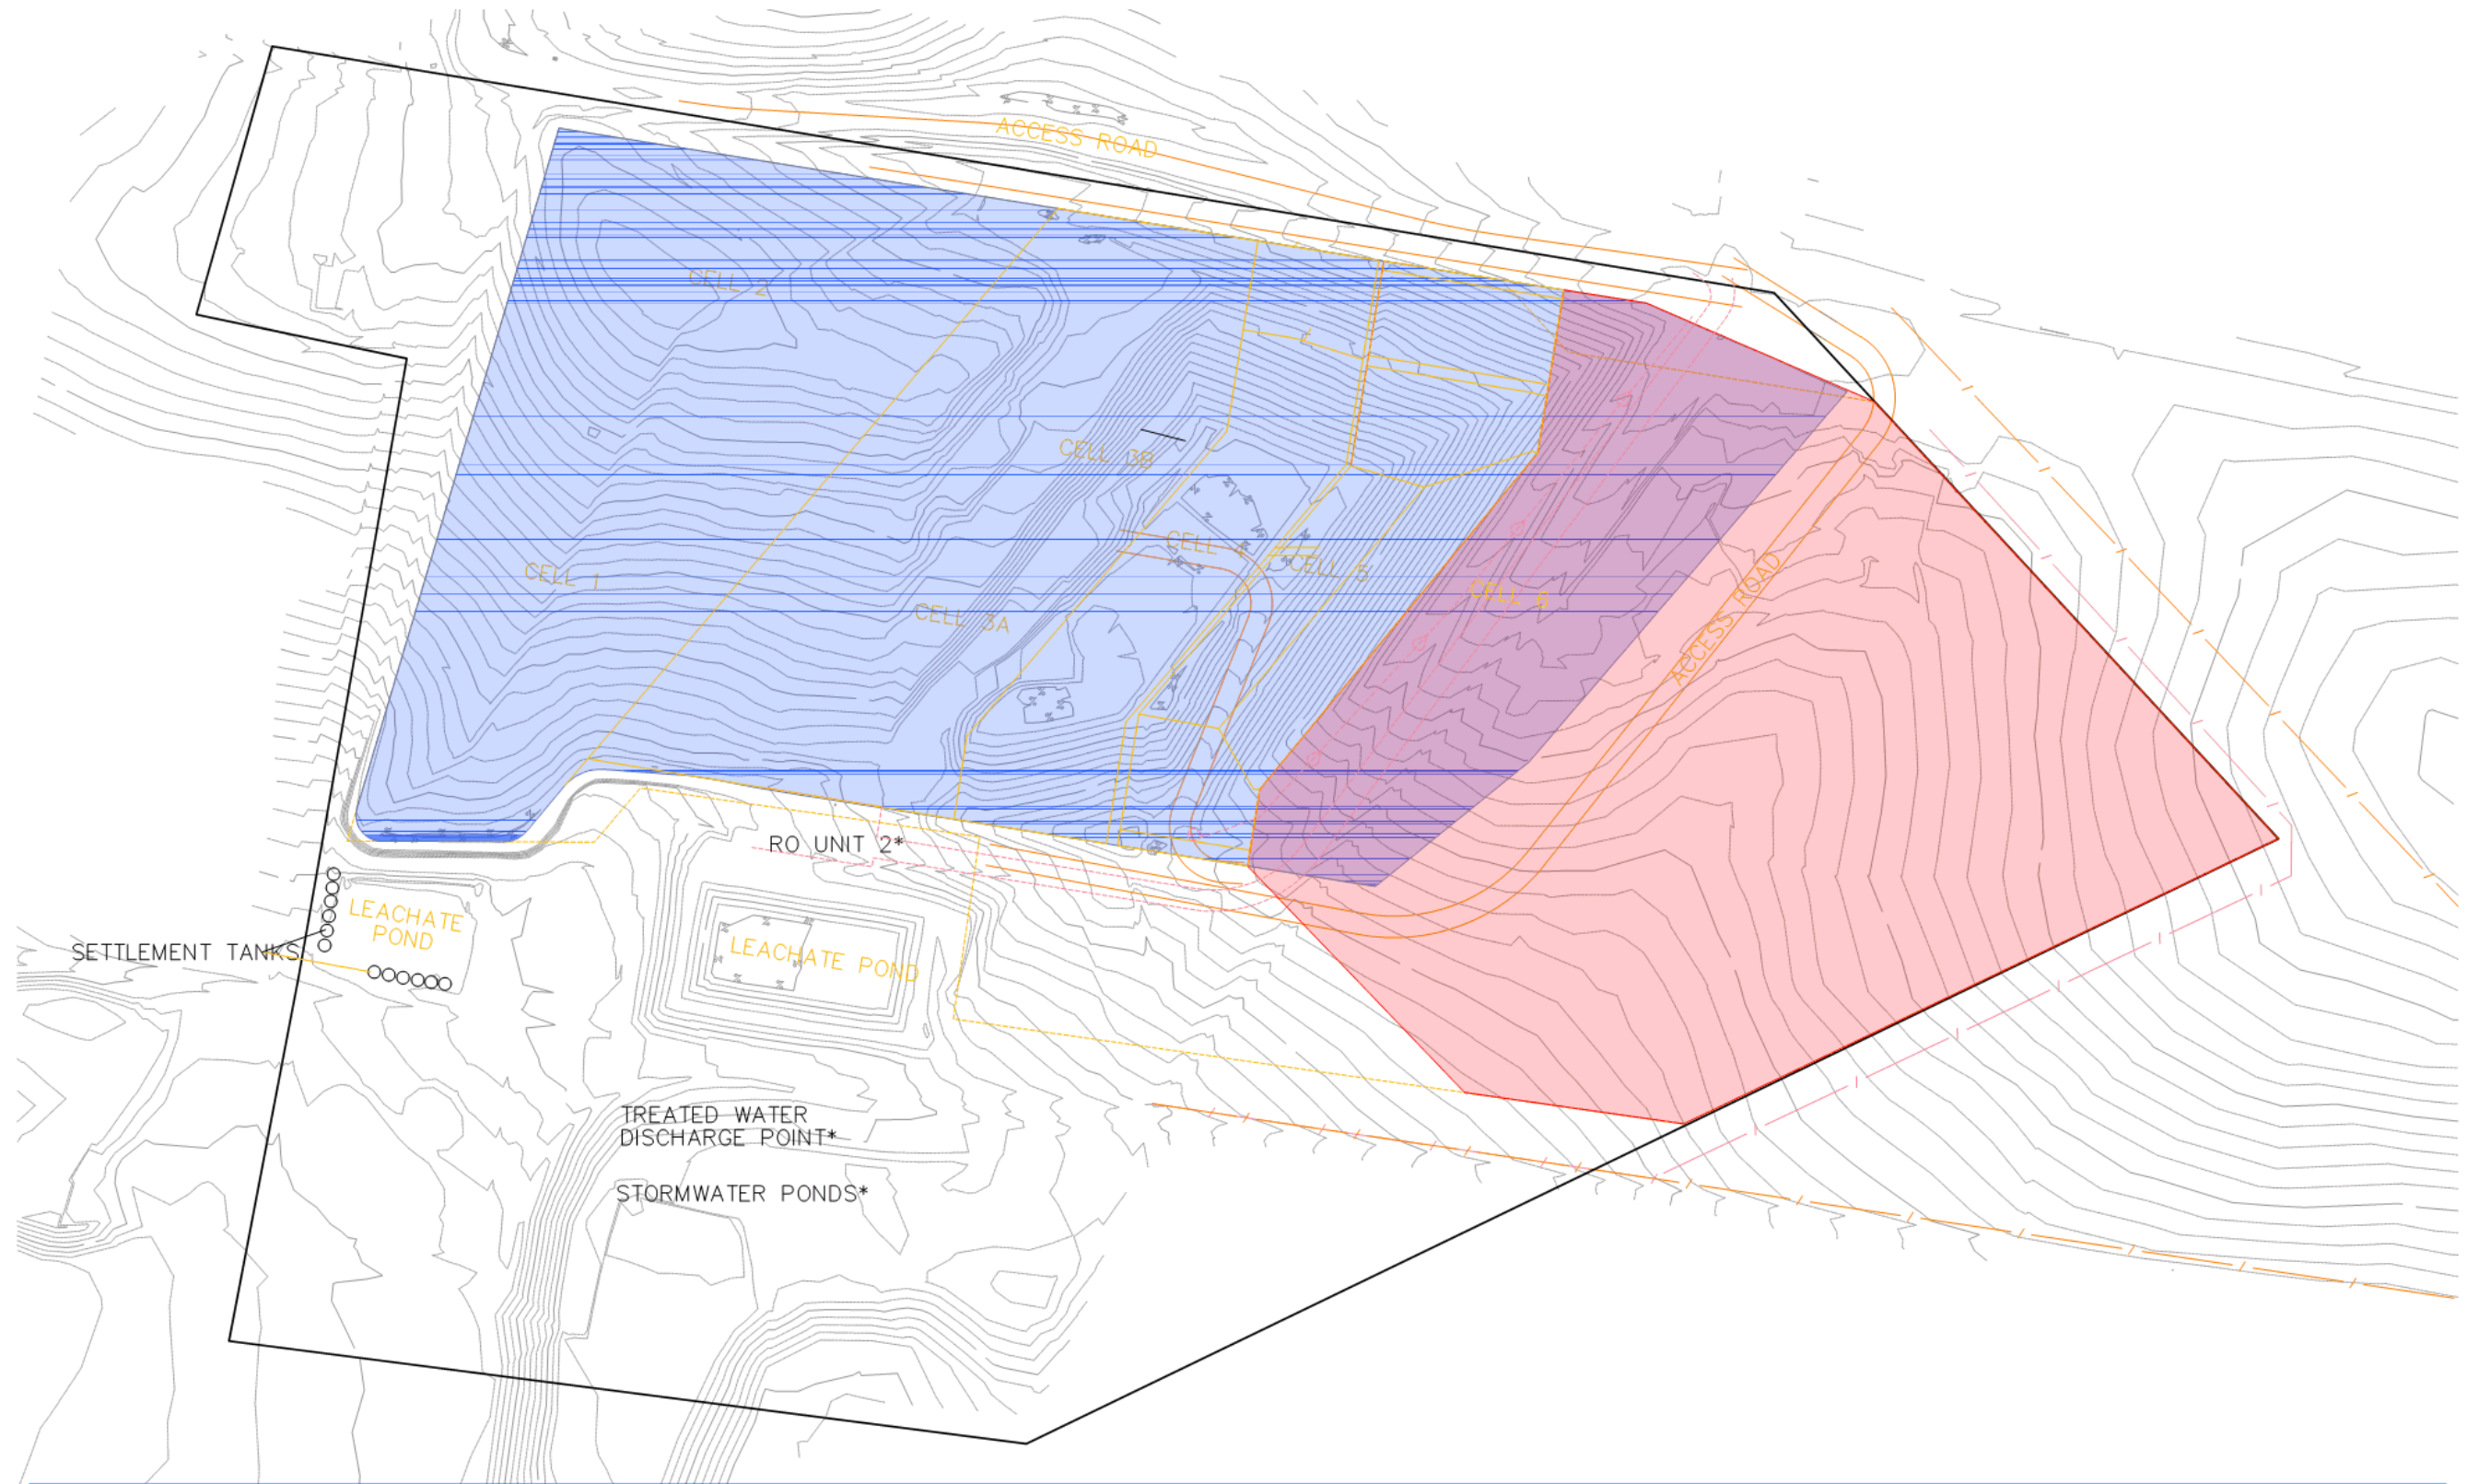 ACCESS ROAD
CELL 2
CELL 3B
CELL 4
CELL 5
CELL 1
CELL 6
CELL 3A
ACCESS ROAD
RO UNIT 2*
LEACHATE
POND
SETTLEMENT TANKS
LEACHATE POND
TREATED WATER
DISCHARGE POINT*
STORMWATER PONDS*